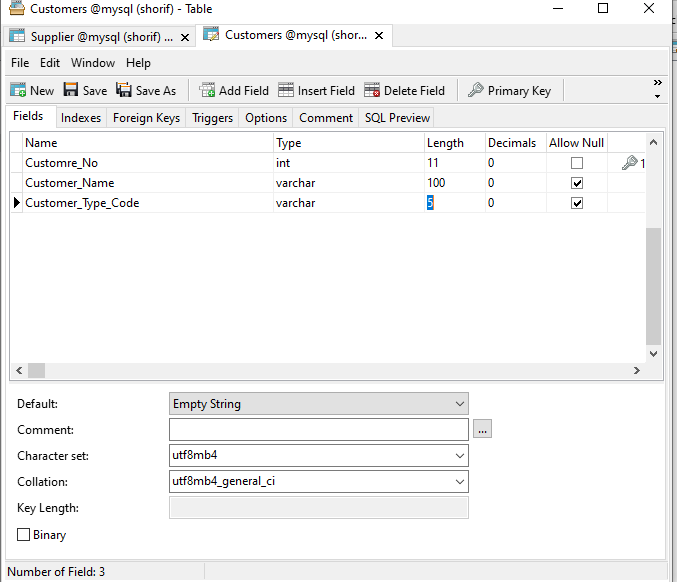 Customers @mysql (shorif) - Table
Supplier @mysql (shorif) ... Customers @mysql (shor...
File Edit Window Help
New Save Save As Add Field Insert Field Delete Field Primary Key
Fields Indexes Foreign Keys Triggers Options Comment SQL Preview
Name Type Length Decimals Allow Null
Customre_No int 11 0 1
Customer_Name varchar 100 0
Customer_Type_Code varchar 5 0
Default: Empty String
Comment: ...
Character set: utf8mb4
Collation: utf8mb4_general_ci
Key Length:
Binary
Number of Field: 3